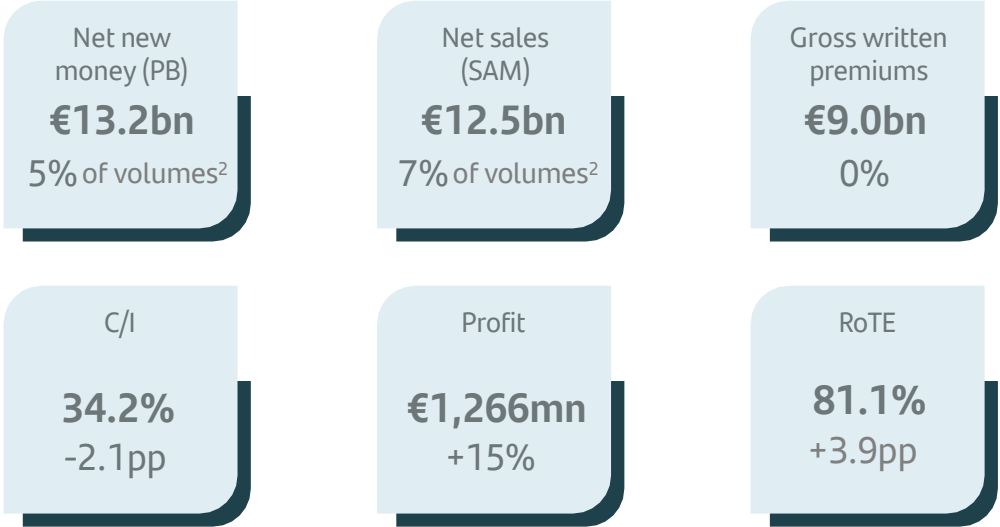 Net new
money (PB)
€13.2bn
5% of volumes²
Net sales
(SAM)
€12.5bn
7% of volumes²
Gross written
premiums
€9.0bn
0%
C/I
34.2%
-2.1pp
Profit
€1,266mn
+15%
RoTE
81.1%
+3.9pp